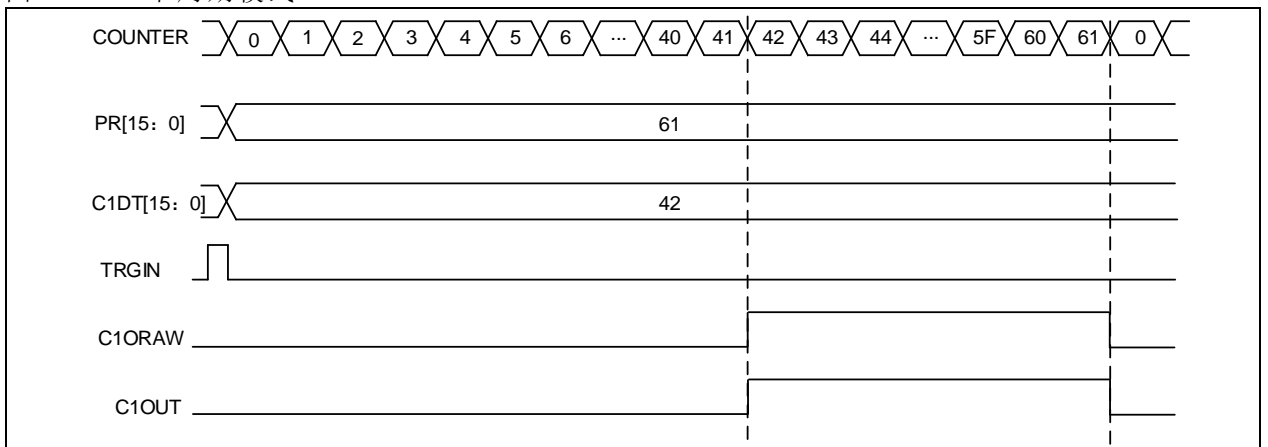 COUNTER 0 1 2 3 4 5 6 ... 40 41 42 43 44 ... 5F 60 61 0
PR[15：0] 61
C1DT[15：0] 42
TRGIN
C1ORAW
C1OUT